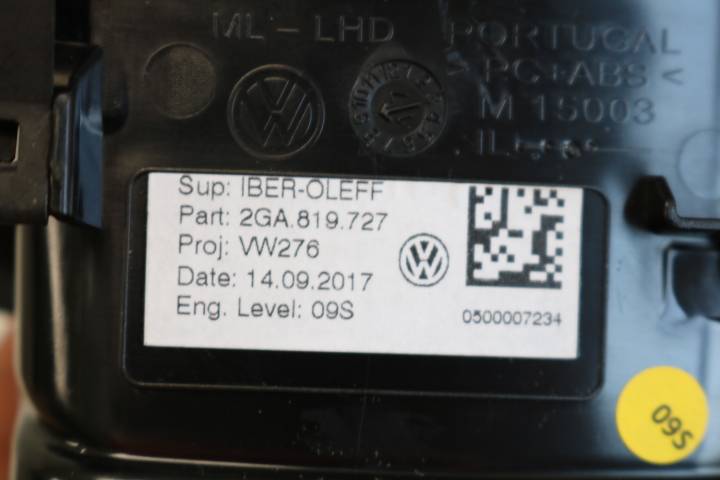 ML - LHD
PORTUGAL
> PC+ABS <
M 15003
Sup: IBER-OLEFF
Part: 2GA.819.727
Proj: VW276
Date: 14.09.2017
Eng. Level: 09S
0500007234
09S